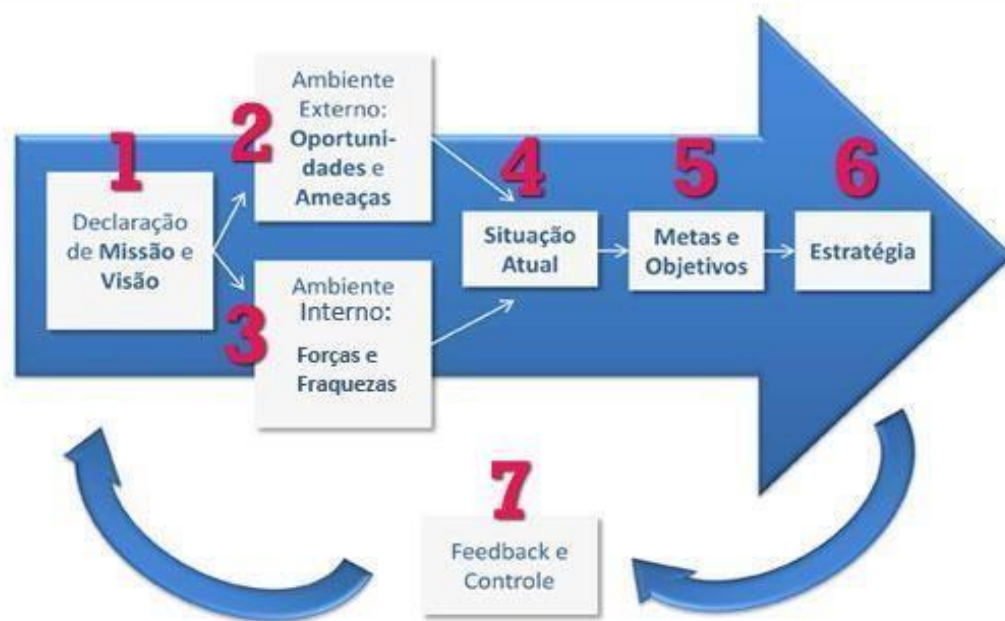 1
Declaração
de Missão e
Visão
2
Ambiente
Externo:
Oportuni-
dades e
Ameaças
3
Ambiente
Interno:
Forças e
Fraquezas
4
Situação
Atual
5
Metas e
Objetivos
6
Estratégia
7
Feedback e
Controle